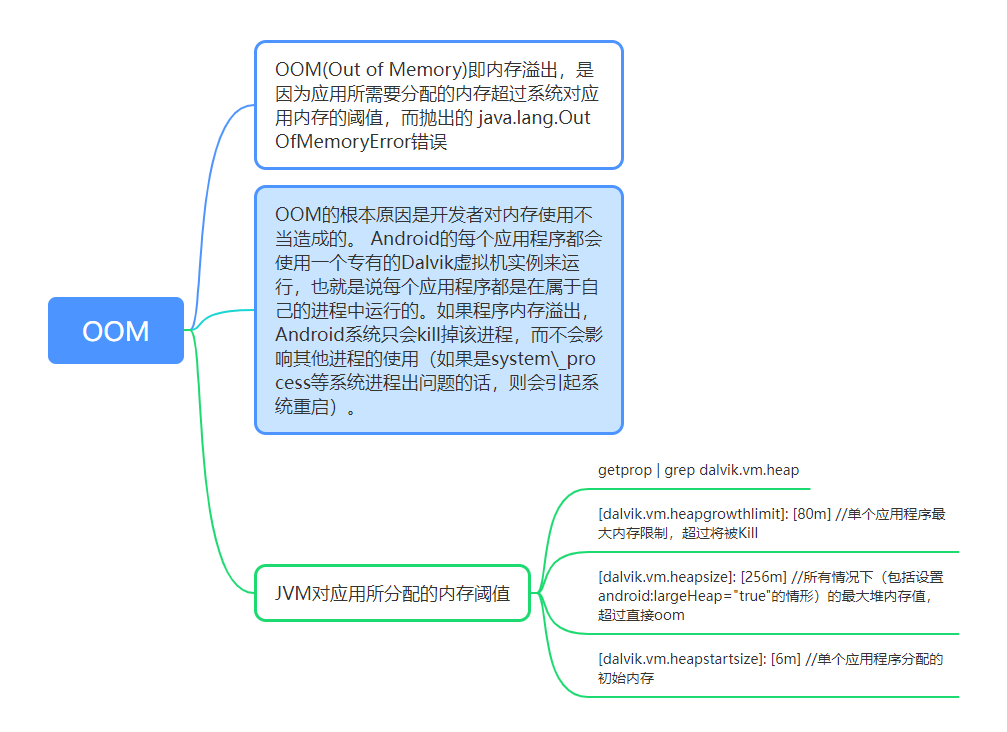 OOM(Out of Memory)即内存溢出，是
因为应用所需要分配的内存超过系统对应
用内存的阈值，而抛出的 java.lang.Out
OfMemoryError错误
OOM的根本原因是开发者对内存使用不
当造成的。 Android的每个应用程序都会
使用一个专有的Dalvik虚拟机实例来运
行，也就是说每个应用程序都是在属于自
己的进程中运行的。如果程序内存溢出，
Android系统只会kill掉该进程，而不会影
响其他进程的使用（如果是system\_pro
cess等系统进程出问题的话，则会引起系
统重启）。
OOM
JVM对应用所分配的内存阈值
getprop | grep dalvik.vm.heap
[dalvik.vm.heapgrowthlimit]: [80m] //单个应用程序最
大内存限制，超过将被Kill
[dalvik.vm.heapsize]: [256m] //所有情况下（包括设置
android:largeHeap="true"的情形）的最大堆内存值，
超过直接oom
[dalvik.vm.heapstartsize]: [6m] //单个应用程序分配的
初始内存